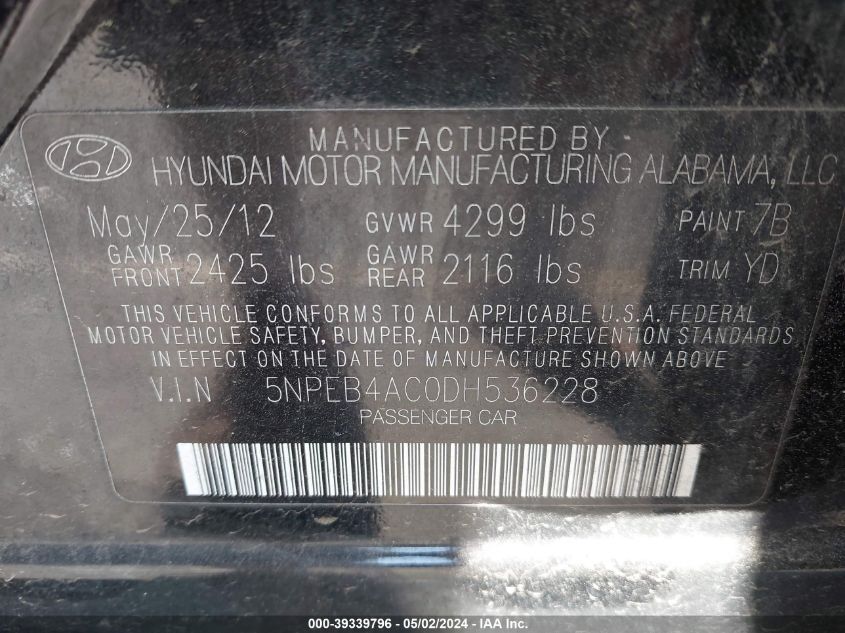 MANUFACTURED BY
HYUNDAI MOTOR MANUFACTURING ALABAMA, LLC
May/25/12 GVWR 4299 lbs PAINT 7B
GAWR FRONT 2425 lbs GAWR REAR 2116 lbs TRIM YD
THIS VEHICLE CONFORMS TO ALL APPLICABLE U.S.A. FEDERAL
MOTOR VEHICLE SAFETY, BUMPER, AND THEFT PREVENTION STANDARDS
IN EFFECT ON THE DATE OF MANUFACTURE SHOWN ABOVE
V.I.N 5NPEB4AC0DH536228
PASSENGER CAR
000-39339796 - 05/02/2024 - IAA Inc.